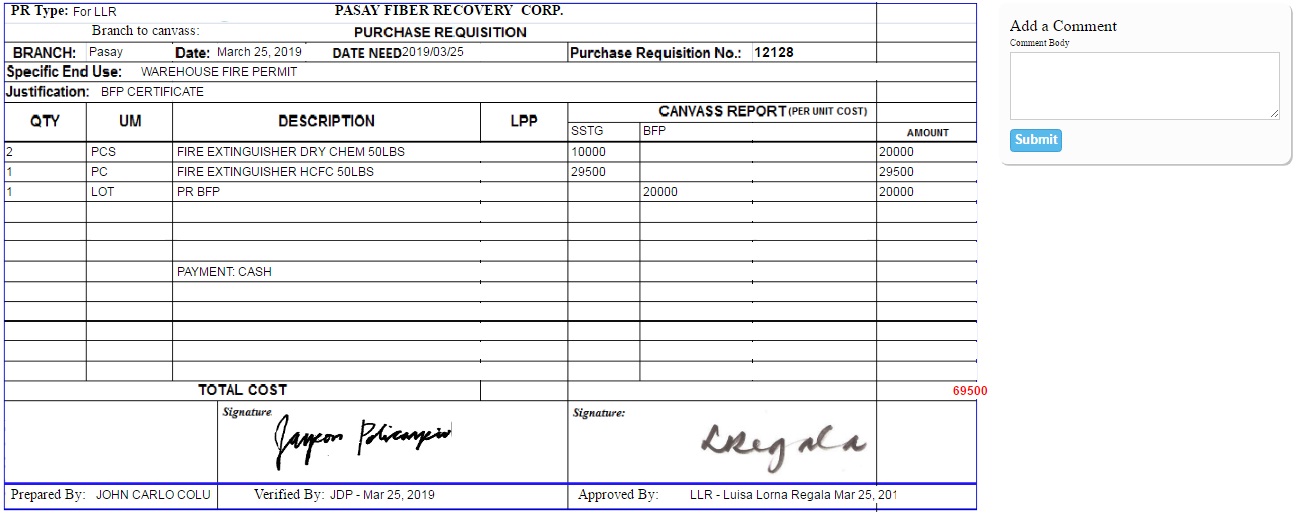 PR Type: For LLR PASAY FIBER RECOVERY CORP.
Branch to canvass: PURCHASE REQUISITION
BRANCH: Pasay Date: March 25, 2019 DATE NEED2019/03/25 Purchase Requisition No.: 12128
Specific End Use: WAREHOUSE FIRE PERMIT
Justification: BFP CERTIFICATE
QTY UM DESCRIPTION LPP CANVASS REPORT(PER UNIT COST)
SSTG BFP AMOUNT
2 PCS FIRE EXTINGUISHER DRY CHEM 50LBS 10000 20000
1 PC FIRE EXTINGUISHER HCFC 50LBS 29500 29500
1 LOT PR BFP 20000 20000
PAYMENT: CASH
TOTAL COST 69500
Signature Signature:
Jaycon Policarpio LRegala
Prepared By: JOHN CARLO COLU Verified By: JDP - Mar 25, 2019 Approved By: LLR - Luisa Lorna Regala Mar 25, 201
Add a Comment
Comment Body
Submit